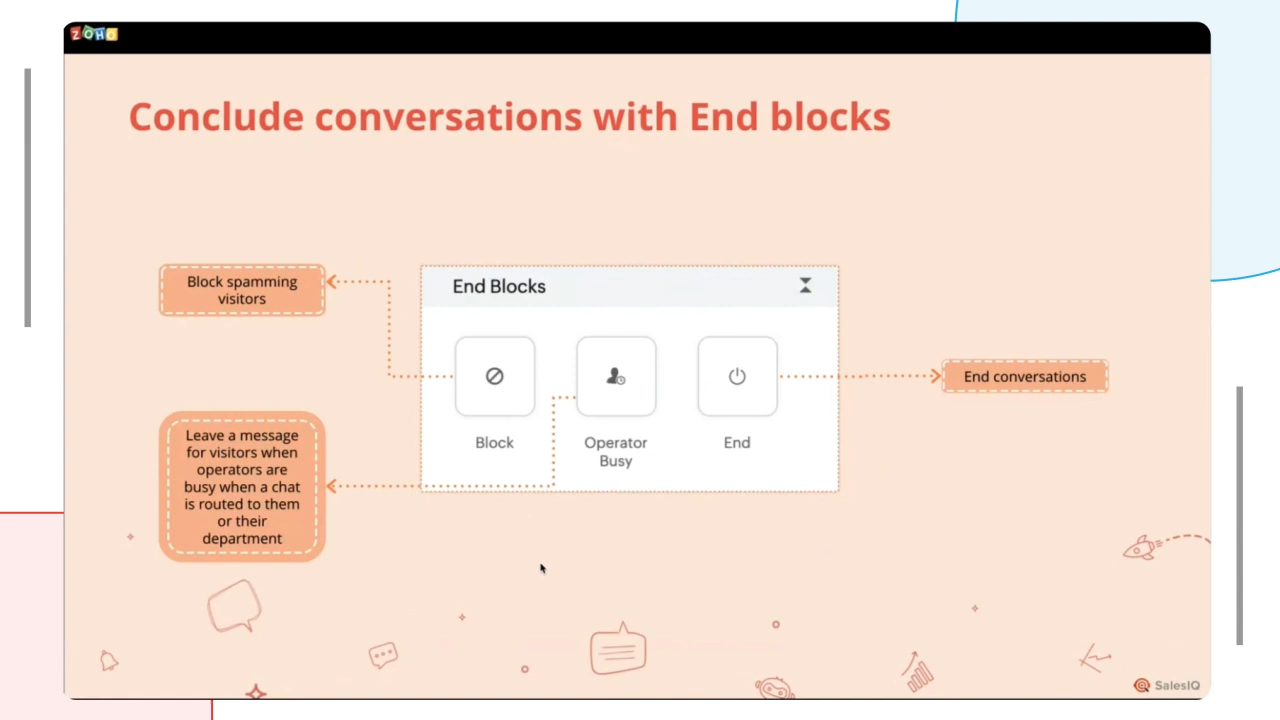 ZOHO
Conclude conversations with End blocks
Block spamming
visitors
End Blocks
End conversations
Block
Operator
Busy
End
Leave a message
for visitors when
operators are
busy when a chat
is routed to them
or their
department
SalesIQ